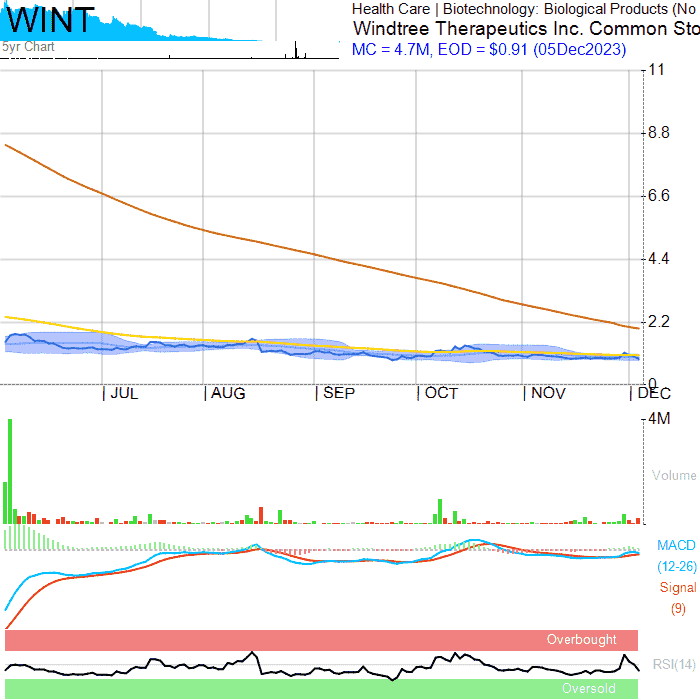 WINT
5yr Chart
Health Care | Biotechnology: Biological Products (No
Windtree Therapeutics Inc. Common Sto
MC = 4.7M, EOD = $0.91 (05Dec2023)
11
8.8
6.6
4.4
2.2
0
JUL AUG SEP OCT NOV DEC
4M
Volume
MACD
(12-26)
Signal
(9)
Overbought
RSI(14)
Oversold